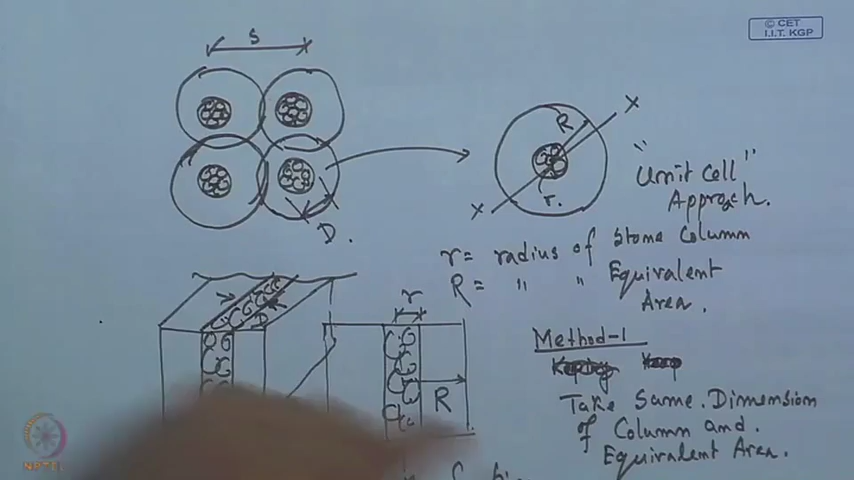 © CET
I.I.T. KGP
S
X
R
"Unit Cell"
Approach.
r.
X
D.
r = radius of Stone Column
R = " " Equivalent
Area.
r
D
Method-1
R
Take Same Dimension
of Column and
Equivalent Area.
NPTEL